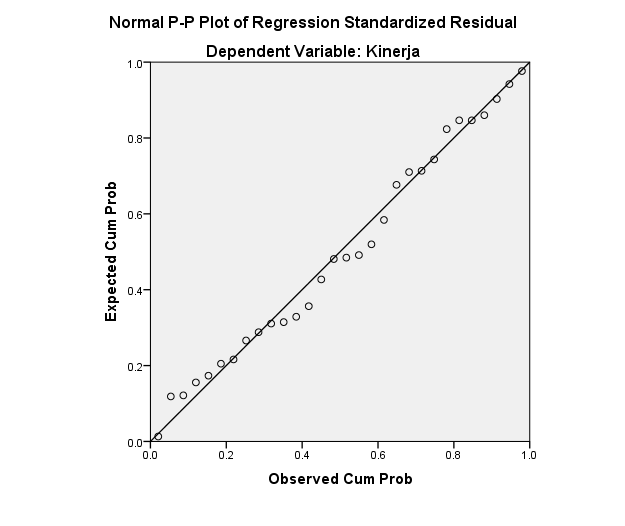 Normal P-P Plot of Regression Standardized Residual
Dependent Variable: Kinerja
1.0
0.8
0.6
0.4
0.2
0.0
Expected Cum Prob
0.0 0.2 0.4 0.6 0.8 1.0
Observed Cum Prob